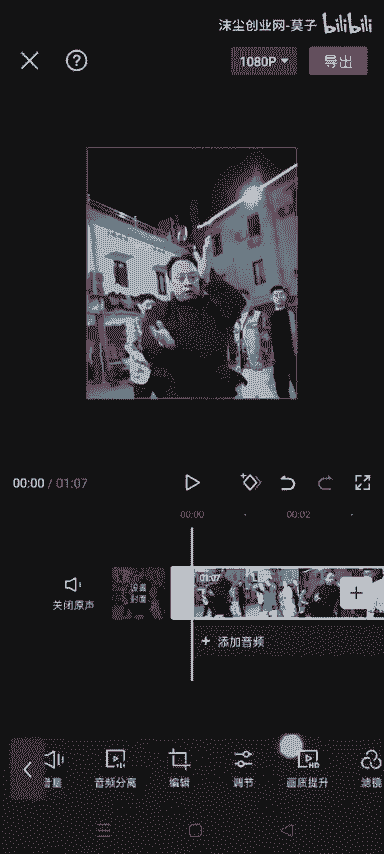 沫尘创业网-莫子 bilibili
1080P
导出
00:00 / 01:07
00:00
00:02
01:07
设置
封面
关闭原声
添加音频
音量
音频分离
编辑
调节
画质提升
滤镜